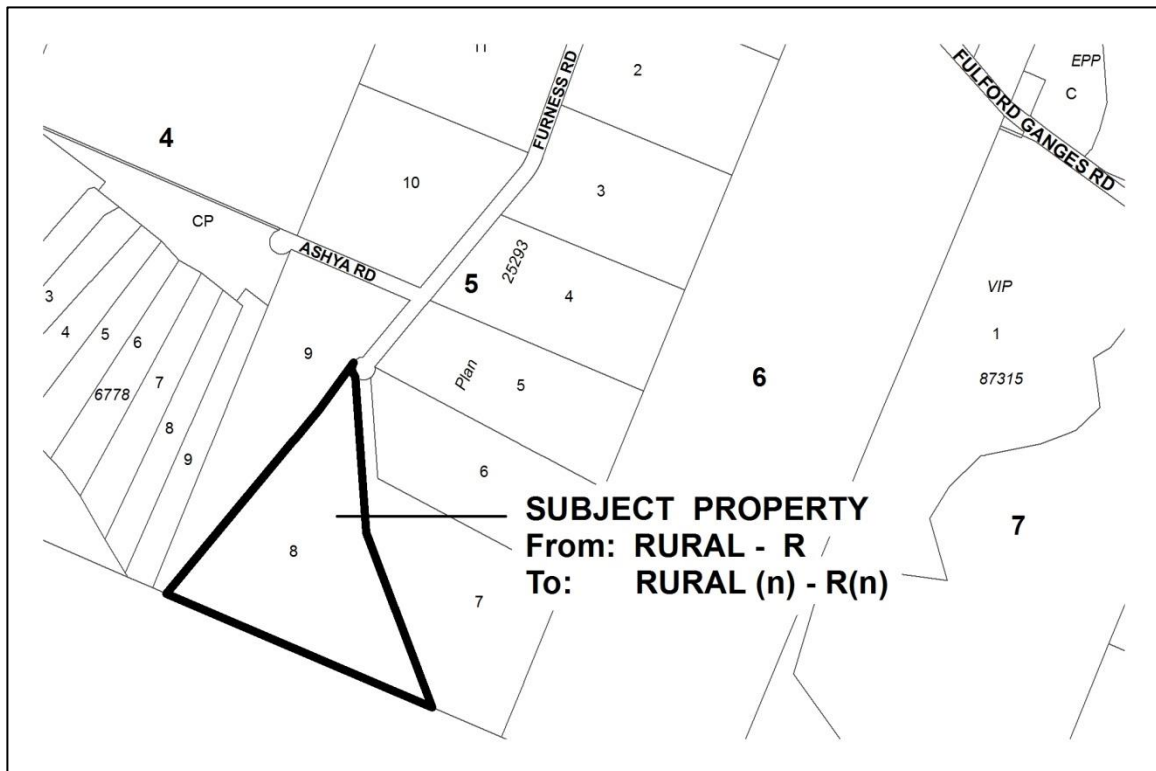 11
2
FURNESS RD
FULFORD GANGES RD
EPP
C
4
10
3
CP
ASHYA RD
5
25293
4
VIP
1
87315
3
4
5
6
7
8
9
6778
9
Plan
5
6
6
7
8
7
SUBJECT PROPERTY
From: RURAL - R
To: RURAL (n) - R(n)